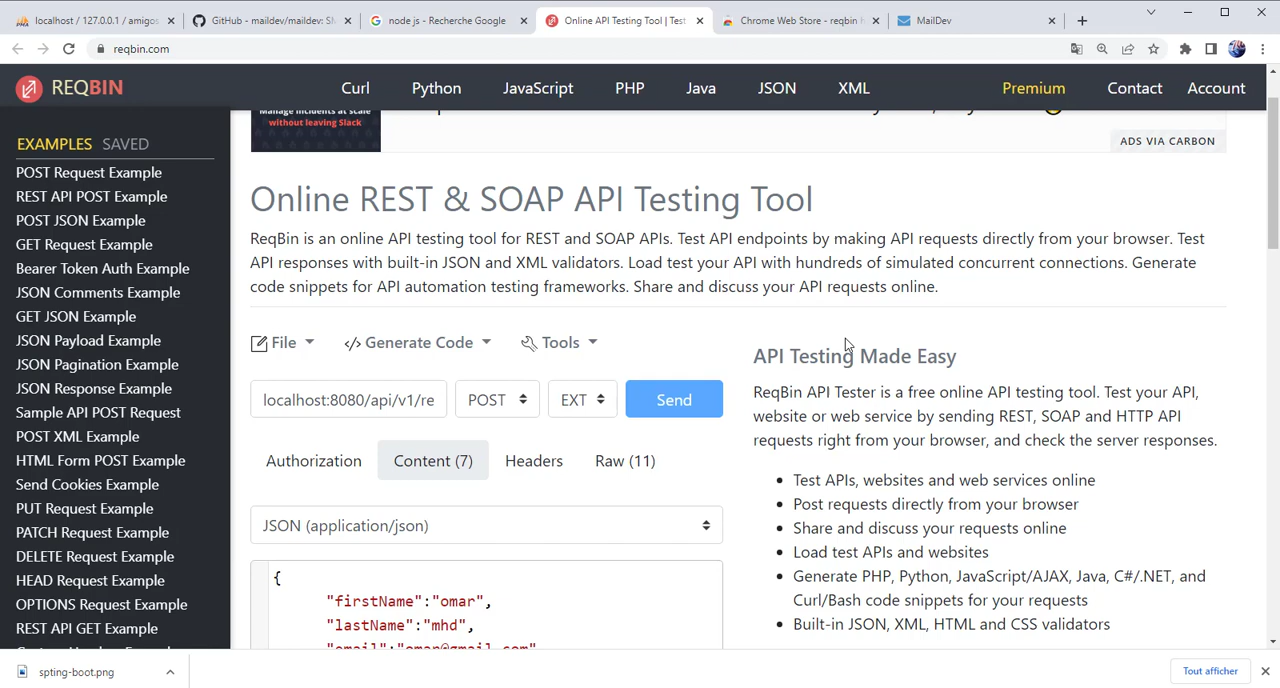 localhost / 127.0.0.1 / amigos
GitHub - maildev/maildev:
node js - Recherche Google
Online API Testing Tool | Test
Chrome Web Store - reqbin
MailDev
reqbin.com
REQBIN
Curl
Python
JavaScript
PHP
Java
JSON
XML
Premium
Contact
Account
EXAMPLES SAVED
POST Request Example
REST API POST Example
POST JSON Example
GET Request Example
Bearer Token Auth Example
JSON Comments Example
GET JSON Example
JSON Payload Example
JSON Pagination Example
JSON Response Example
Sample API POST Request
POST XML Example
HTML Form POST Example
Send Cookies Example
PUT Request Example
PATCH Request Example
DELETE Request Example
HEAD Request Example
OPTIONS Request Example
REST API GET Example
Manage incidents at scale
without leaving Slack
ADS VIA CARBON
Online REST & SOAP API Testing Tool
ReqBin is an online API testing tool for REST and SOAP APIs. Test API endpoints by making API requests directly from your browser. Test
API responses with built-in JSON and XML validators. Load test your API with hundreds of simulated concurrent connections. Generate
code snippets for API automation testing frameworks. Share and discuss your API requests online.
File
</> Generate Code
Tools
localhost:8080/api/v1/re
POST
EXT
Send
Authorization
Content (7)
Headers
Raw (11)
JSON (application/json)
{
"firstName":"omar",
"lastName":"mhd",
"email":"omar@gmail.com"
API Testing Made Easy
ReqBin API Tester is a free online API testing tool. Test your API,
website or web service by sending REST, SOAP and HTTP API
requests right from your browser, and check the server responses.
• Test APIs, websites and web services online
• Post requests directly from your browser
• Share and discuss your requests online
• Load test APIs and websites
• Generate PHP, Python, JavaScript/AJAX, Java, C#/.NET, and
Curl/Bash code snippets for your requests
• Built-in JSON, XML, HTML and CSS validators
spting-boot.png
Tout afficher